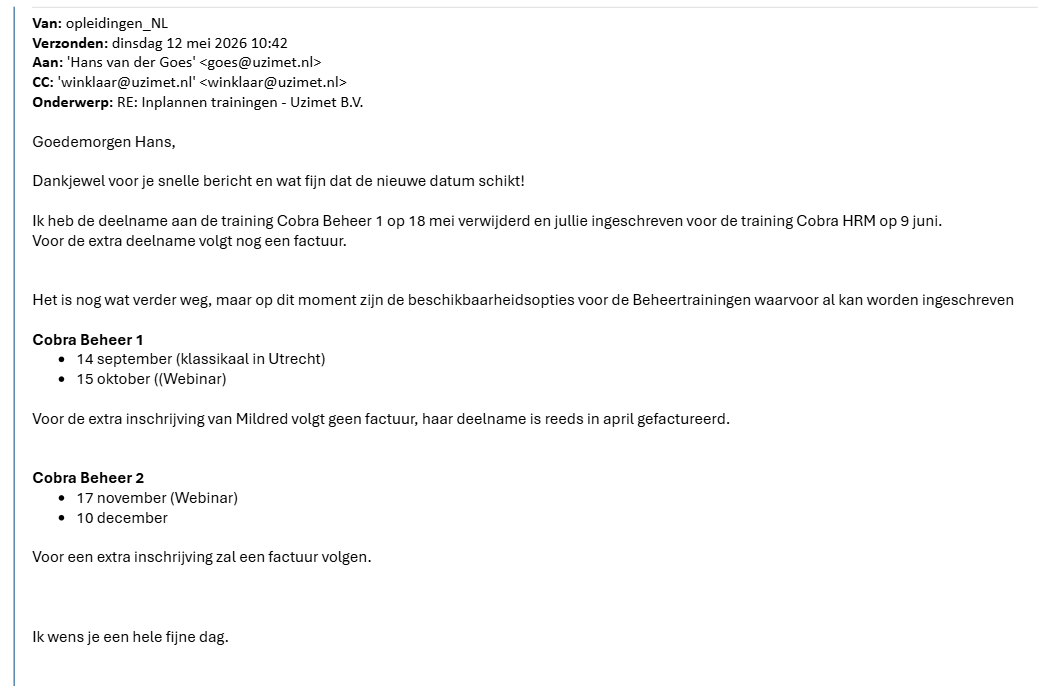 Van: opleidingen_NL
Verzonden: dinsdag 12 mei 2026 10:42
Aan: 'Hans van der Goes' <goes@uzimet.nl>
CC: 'winklaar@uzimet.nl' <winklaar@uzimet.nl>
Onderwerp: RE: Inplannen trainingen - Uzimet B.V.
Goedemorgen Hans,
Dankjewel voor je snelle bericht en wat fijn dat de nieuwe datum schikt!
Ik heb de deelname aan de training Cobra Beheer 1 op 18 mei verwijderd en jullie ingeschreven voor de training Cobra HRM op 9 juni.
Voor de extra deelname volgt nog een factuur.
Het is nog wat verder weg, maar op dit moment zijn de beschikbaarheidsopties voor de Beheertrainingen waarvoor al kan worden ingeschreven
Cobra Beheer 1
• 14 september (klassikaal in Utrecht)
• 15 oktober ((Webinar)
Voor de extra inschrijving van Mildred volgt geen factuur, haar deelname is reeds in april gefactureerd.
Cobra Beheer 2
• 17 november (Webinar)
• 10 december
Voor een extra inschrijving zal een factuur volgen.
Ik wens je een hele fijne dag.